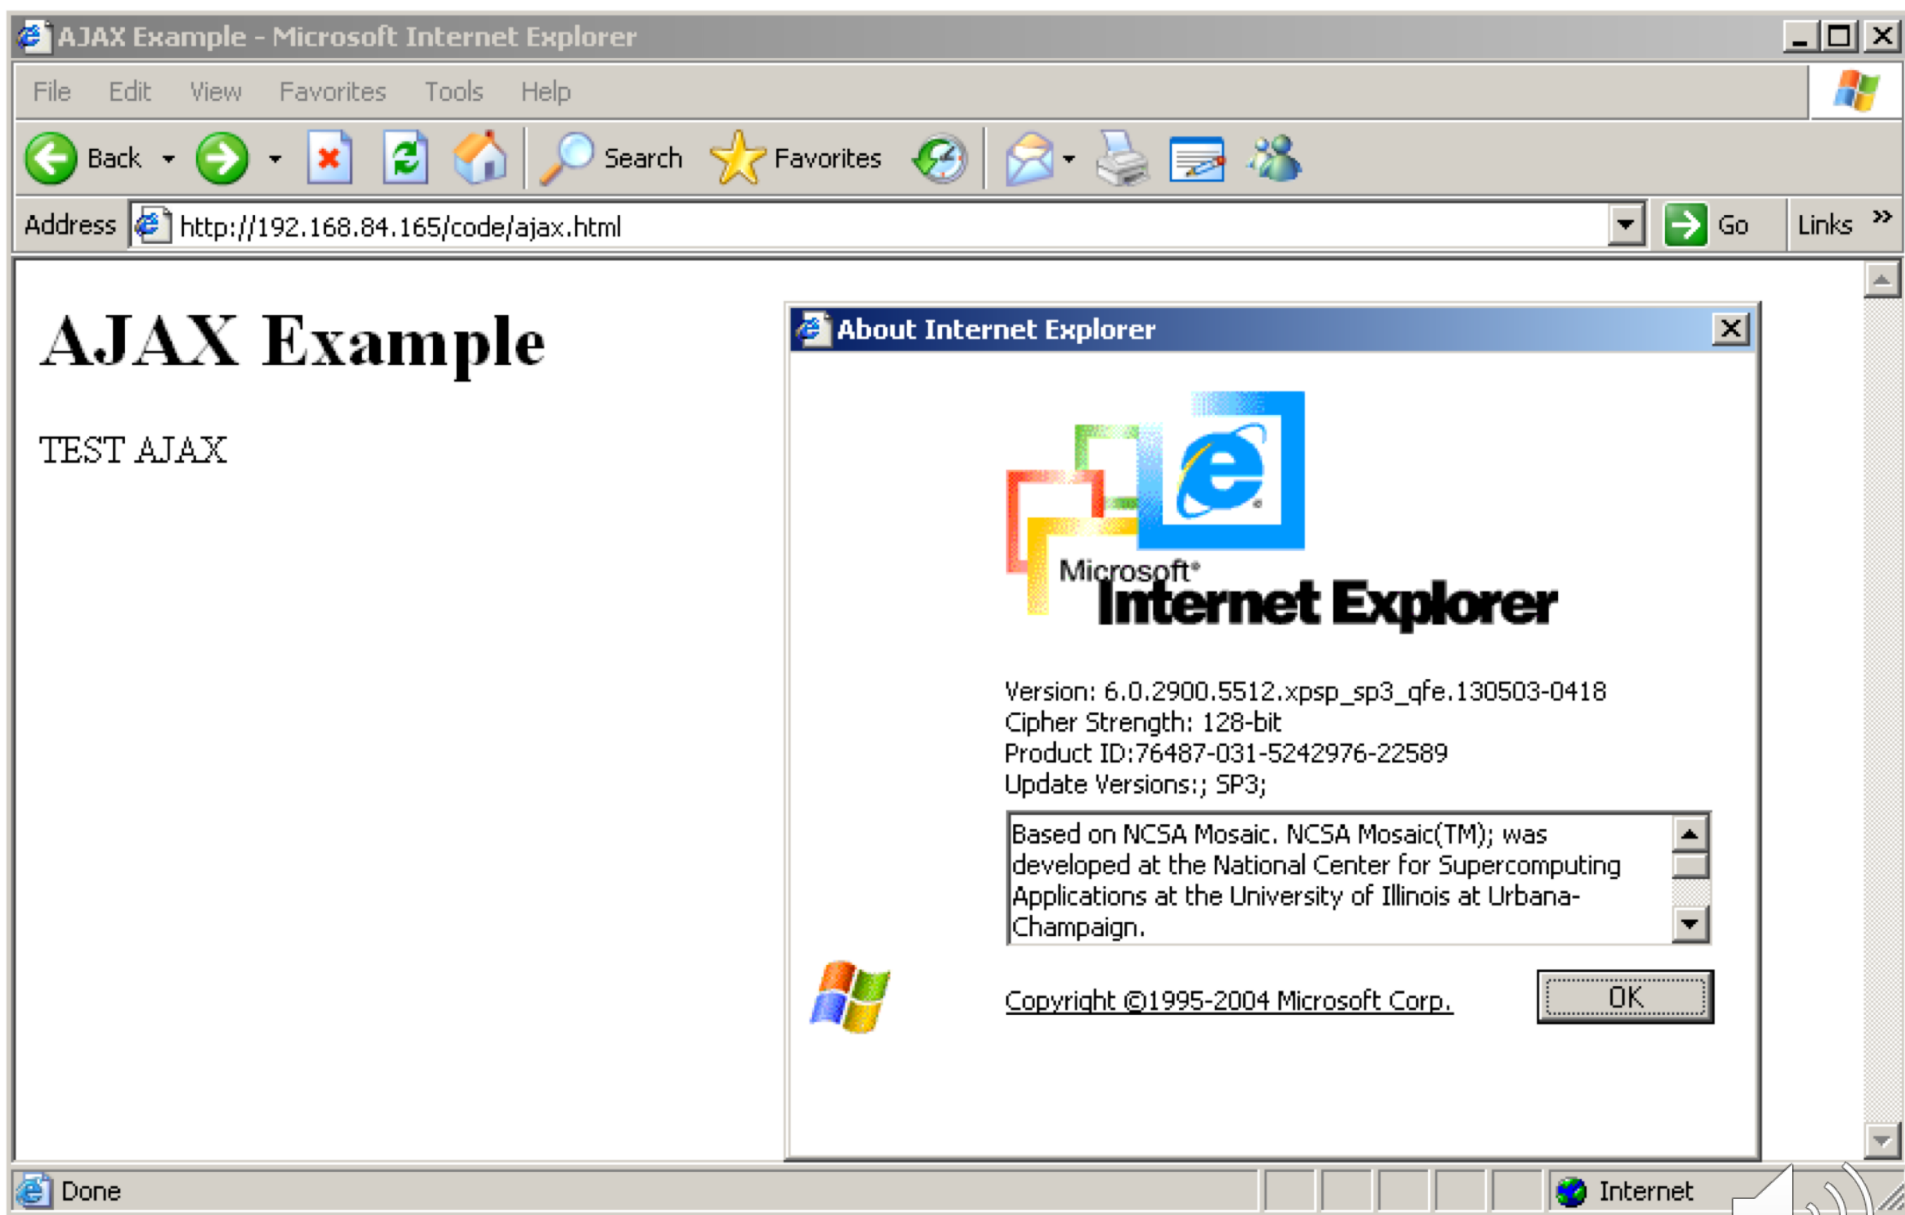 AJAX Example - Microsoft Internet Explorer
File Edit View Favorites Tools Help
Back Search Favorites
Address http://192.168.84.165/code/ajax.html Go Links »
AJAX Example
TEST AJAX
About Internet Explorer
Microsoft®
Internet Explorer
Version: 6.0.2900.5512.xpsp_sp3_qfe.130503-0418
Cipher Strength: 128-bit
Product ID:76487-031-5242976-22589
Update Versions:; SP3;
Based on NCSA Mosaic. NCSA Mosaic(TM); was
developed at the National Center for Supercomputing
Applications at the University of Illinois at Urbana-
Champaign.
Copyright ©1995-2004 Microsoft Corp.
OK
Done Internet